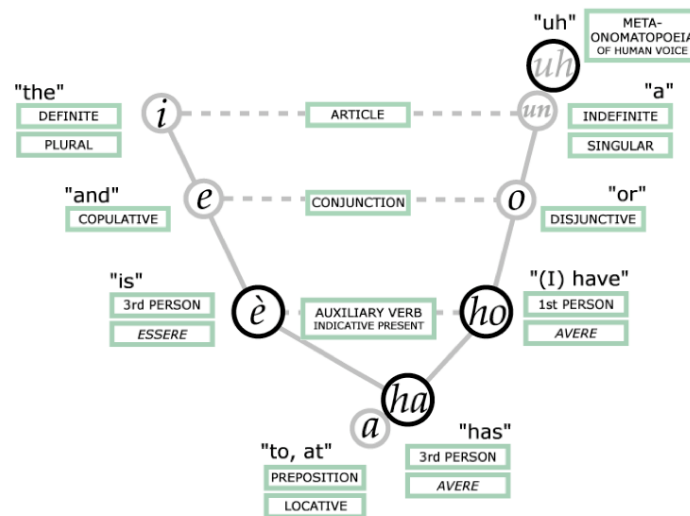 "uh"
META-
ONOMATOPOEIA
OF HUMAN VOICE
uh
"the"
DEFINITE
PLURAL
i
ARTICLE
un
"a"
INDEFINITE
SINGULAR
"and"
COPULATIVE
e
CONJUNCTION
o
"or"
DISJUNCTIVE
"is"
3rd PERSON
ESSERE
è
AUXILIARY VERB
INDICATIVE PRESENT
ho
"(I) have"
1st PERSON
AVERE
ha
a
"to, at"
PREPOSITION
LOCATIVE
"has"
3rd PERSON
AVERE